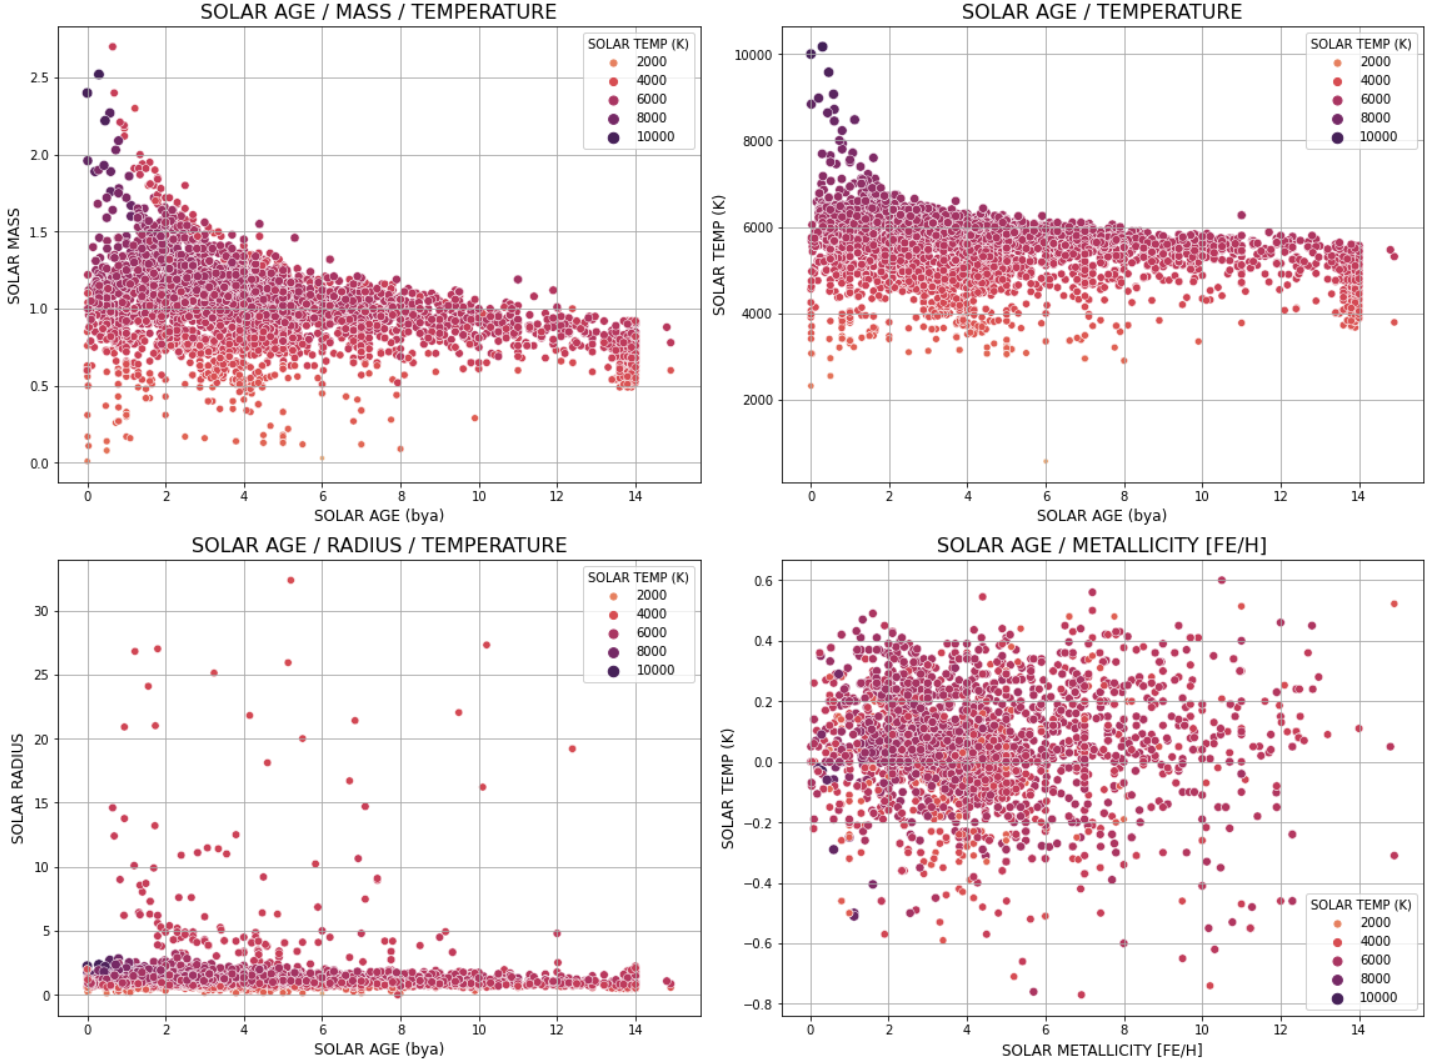 SOLAR AGE / MASS / TEMPERATURE
SOLAR MASS
2.5
2.0
1.5
1.0
0.5
0.0
SOLAR TEMP (K)
2000
4000
6000
8000
10000
0 2 4 6 8 10 12 14
SOLAR AGE (bya)
SOLAR AGE / TEMPERATURE
SOLAR TEMP (K)
10000
8000
6000
4000
2000
SOLAR TEMP (K)
2000
4000
6000
8000
10000
0 2 4 6 8 10 12 14
SOLAR AGE (bya)
SOLAR AGE / RADIUS / TEMPERATURE
SOLAR RADIUS
30
25
20
15
10
5
0
SOLAR TEMP (K)
2000
4000
6000
8000
10000
0 2 4 6 8 10 12 14
SOLAR AGE (bya)
SOLAR AGE / METALLICITY [FE/H]
SOLAR TEMP (K)
0.6
0.4
0.2
0.0
−0.2
−0.4
−0.6
−0.8
SOLAR TEMP (K)
2000
4000
6000
8000
10000
0 2 4 6 8 10 12 14
SOLAR METALLICITY [FE/H]